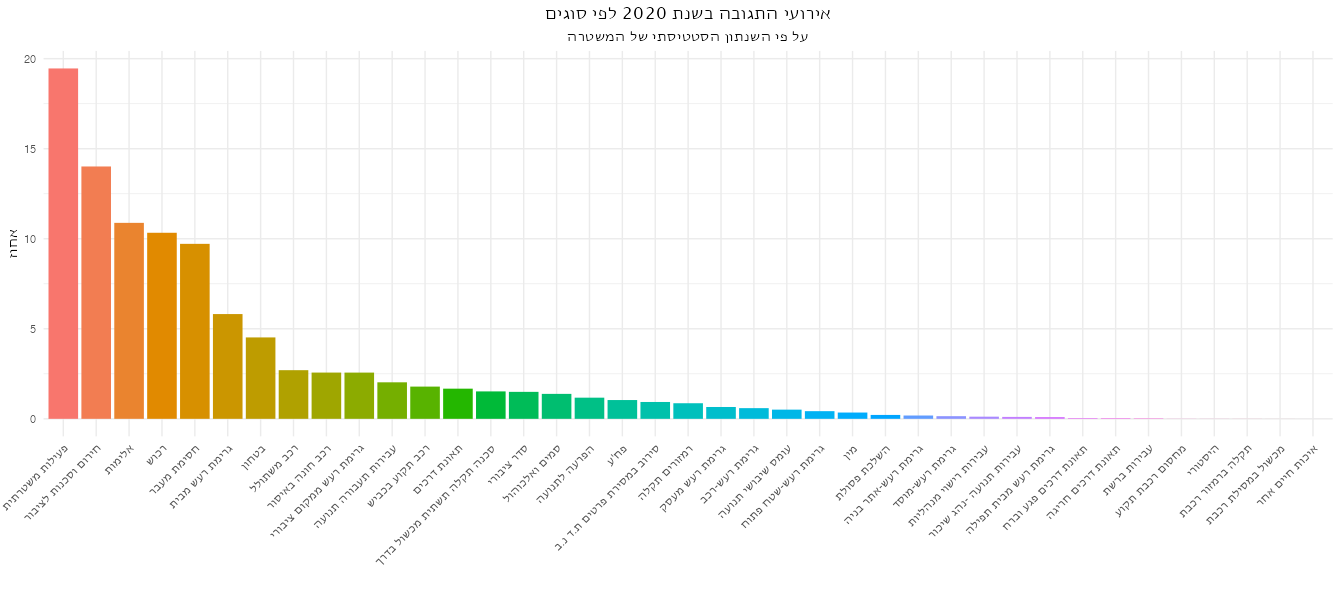 אירועי התגובה בשנת 2020 לפי סוגים
על פי השנתון הסטטיסתי של המשטרה
אחוז
20
15
10
5
0
פעילות משטרתית
חירום וסכנות לציבור
אלימות
רכוש
חסימת מעבר
גרימת רעש מבית
בטחון
רכב משתולל
רכב חונה באיסור
גרימת רעש ממקום ציבורי
עבירות תעבורה תנועה
רכב תקוע בכביש
תאונת דרכים
סכנה תקלה תשתית מכשול בדרך
סדר ציבורי
סמים ואלכוהול
הפרעה לתנועה
פח'ע
סירוב במסירת פרטים ת.ד נ.ב
רמזורים תקלה
גרימת רעש מעסק
גרימת רעש-רכב
עומס שיבושי תנועה
גרימת רעש-שטח פתוח
מין
השלכת פסולת
גרימת רעש-אתר בניה
גרימת רעש-מוסד
עבירות רישוי מנהליות
עבירות תנועה -נהג שיכור
גרימת רעש מבית תפילה
תאונת דרכים פגע וברח
תאונת דרכים חריגה
עבירות ברשת
מחסום רכבת תקוע
היסטורי
תקלה ברמזור רכבת
מכשול במסילת רכבת
איכות חיים אחר